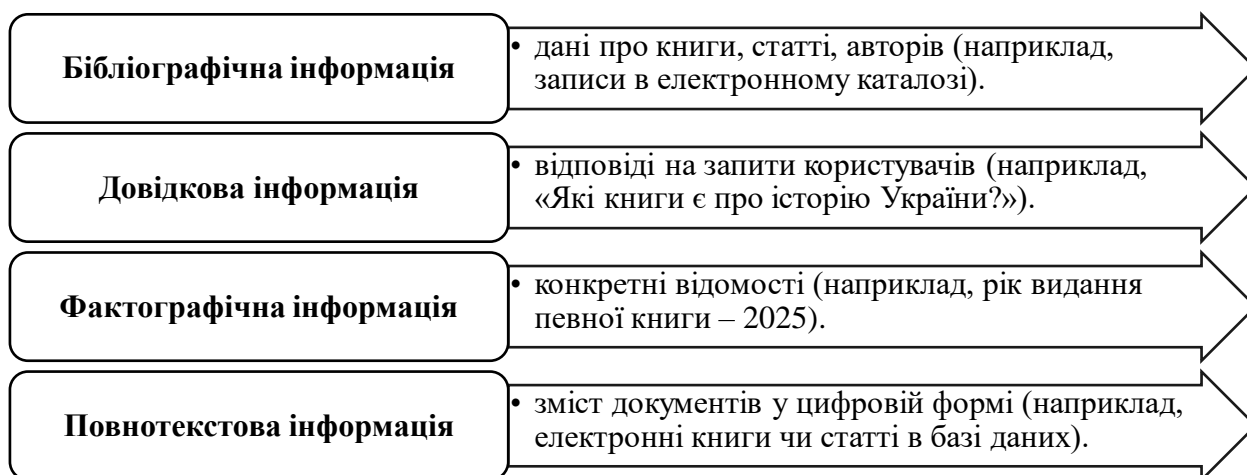 Бібліографічна інформація
• дані про книги, статті, авторів (наприклад,
записи в електронному каталозі).
Довідкова інформація
• відповіді на запити користувачів (наприклад,
«Які книги є про історію України?»).
Фактографічна інформація
• конкретні відомості (наприклад, рік видання
певної книги – 2025).
Повнотекстова інформація
• зміст документів у цифровій формі (наприклад,
електронні книги чи статті в базі даних).